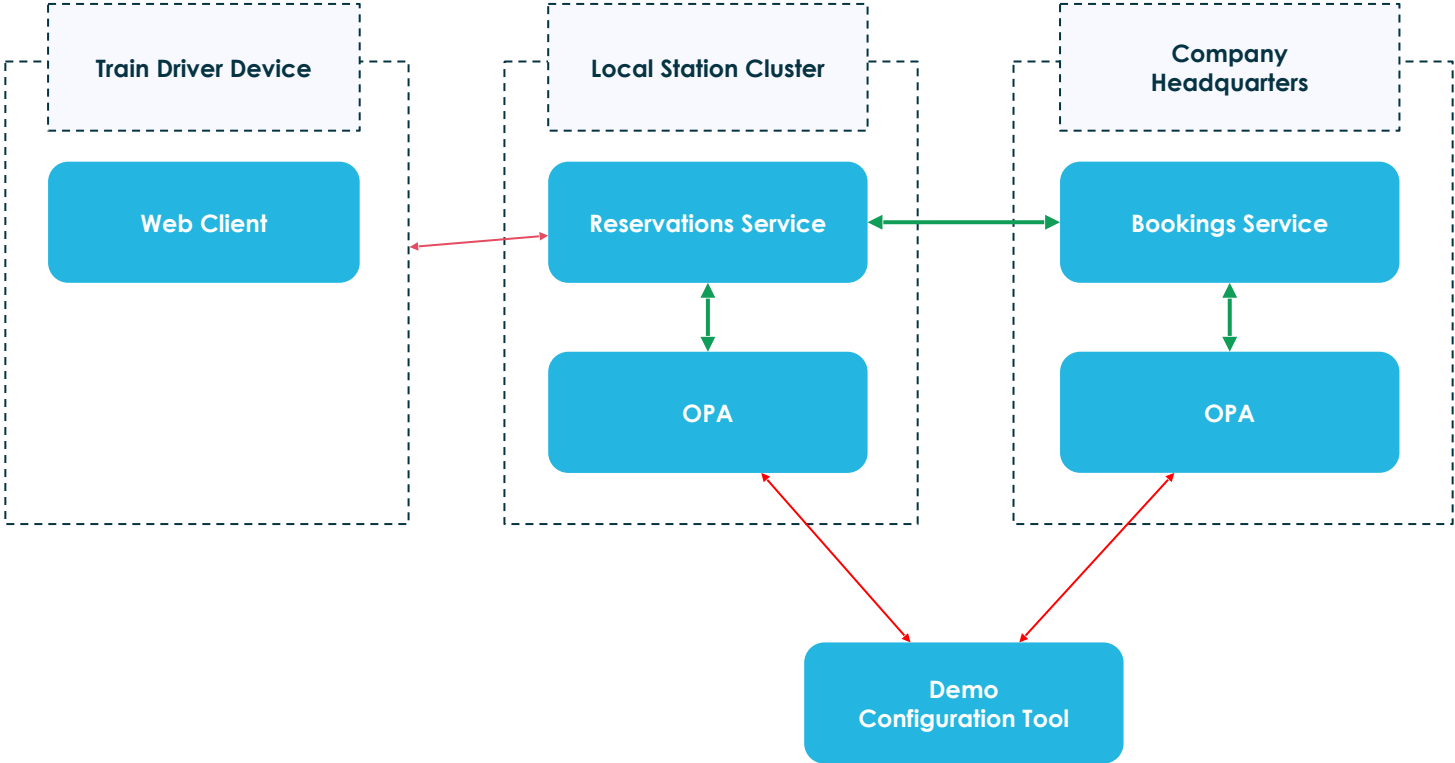 Train Driver Device
Local Station Cluster
Company
Headquarters
Web Client
Reservations Service
Bookings Service
OPA
OPA
Demo
Configuration Tool